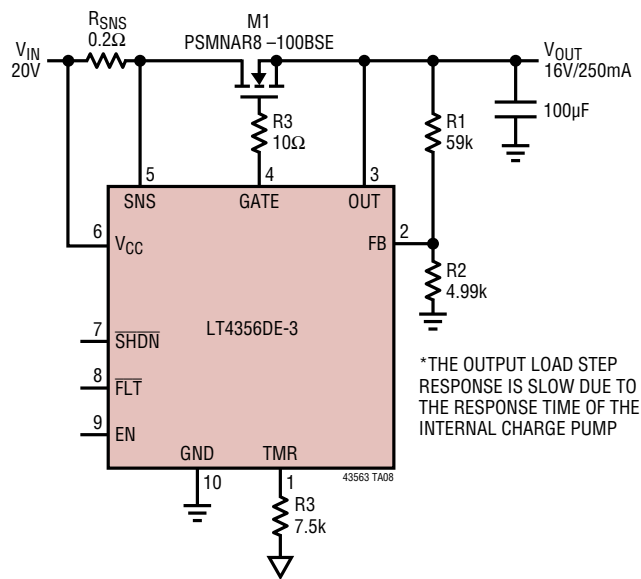 RSNS
0.2Ω
M1
PSMNAR8 –100BSE
VIN
20V
VOUT
16V/250mA
100µF
R3
10Ω
R1
59k
5
4
3
SNS
GATE
OUT
6
VCC
2
FB
R2
4.99k
7
SHDN
LT4356DE-3
8
FLT
9
EN
*THE OUTPUT LOAD STEP
RESPONSE IS SLOW DUE TO
THE RESPONSE TIME OF THE
INTERNAL CHARGE PUMP
GND
TMR
10
1
43563 TA08
R3
7.5k